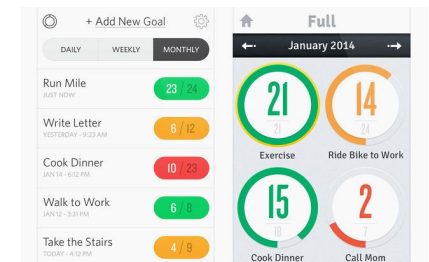 + Add New Goal
DAILY WEEKLY MONTHLY
Run Mile
JUST NOW
23 / 24
Write Letter
YESTERDAY - 9:23 AM
6 / 12
Cook Dinner
JAN 14 - 6:12 PM
10 / 23
Walk to Work
JAN 12 - 3:31 PM
6 / 8
Take the Stairs
TODAY - 4:12 PM
4 / 9
Full
January 2014
21
21
Exercise
14
24
Ride Bike to Work
15
18
Cook Dinner
2
Call Mom